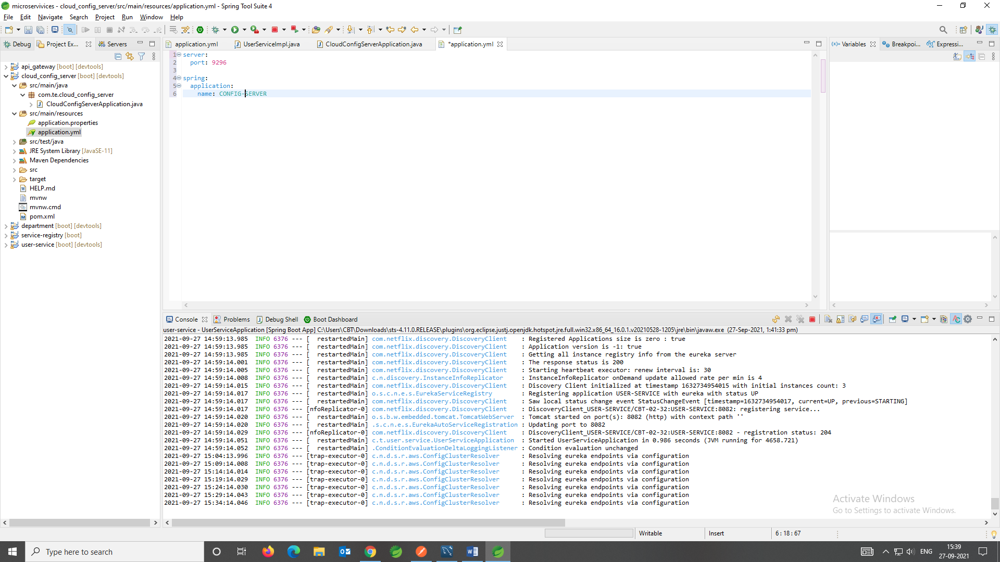 microservivices - cloud_config_server/src/main/resources/application.yml - Spring Tool Suite 4
File Edit Navigate Search Project Run Window Help
Debug Project Ex... Servers
application.yml UserServiceImpl.java CloudConfigServerApplication.java *application.yml
Variables Breakpoi... Expressi...
api_gateway [boot] [devtools]
cloud_config_server [boot] [devtools]
src/main/java
com.te.cloud_config_server
CloudConfigServerApplication.java
src/main/resources
application.properties
application.yml
src/test/java
JRE System Library [JavaSE-11]
Maven Dependencies
src
target
HELP.md
mvnw
mvnw.cmd
pom.xml
department [boot] [devtools]
service-registry [boot]
user-service [boot] [devtools]
1 server:
2 port: 9296
3
4 spring:
5 application:
6 name: CONFIG-SERVER
Console Problems Debug Shell Boot Dashboard
user-service - UserServiceApplication [Spring Boot App] C:\Users\CBT\Downloads\sts-4.11.0.RELEASE\plugins\org.eclipse.justj.openjdk.hotspot.jre.full.win32.x86_64_16.0.1.v20210528-1205\jre\bin\javaw.exe (27-Sep-2021, 1:41:33 pm)
2021-09-27 14:59:13.985 INFO 6376 --- [ restartedMain] com.netflix.discovery.DiscoveryClient : Registered Applications size is zero : true
2021-09-27 14:59:13.985 INFO 6376 --- [ restartedMain] com.netflix.discovery.DiscoveryClient : Application version is -1: true
2021-09-27 14:59:13.985 INFO 6376 --- [ restartedMain] com.netflix.discovery.DiscoveryClient : Getting all instance registry info from the eureka server
2021-09-27 14:59:14.001 INFO 6376 --- [ restartedMain] com.netflix.discovery.DiscoveryClient : The response status is 200
2021-09-27 14:59:14.005 INFO 6376 --- [ restartedMain] com.netflix.discovery.DiscoveryClient : Starting heartbeat executor: renew interval is: 30
2021-09-27 14:59:14.008 INFO 6376 --- [ restartedMain] c.n.discovery.InstanceInfoReplicator : InstanceInfoReplicator onDemand update allowed rate per min is 4
2021-09-27 14:59:14.015 INFO 6376 --- [ restartedMain] com.netflix.discovery.DiscoveryClient : Discovery Client initialized at timestamp 1632734954015 with initial instances count: 3
2021-09-27 14:59:14.017 INFO 6376 --- [ restartedMain] o.s.c.n.e.s.EurekaServiceRegistry : Registering application USER-SERVICE with eureka with status UP
2021-09-27 14:59:14.017 INFO 6376 --- [ restartedMain] com.netflix.discovery.DiscoveryClient : Saw local status change event StatusChangeEvent [timestamp=1632734954017, current=UP, previous=STARTING]
2021-09-27 14:59:14.017 INFO 6376 --- [nfoReplicator-0] com.netflix.discovery.DiscoveryClient : DiscoveryClient_USER-SERVICE/CBT-02-32:USER-SERVICE:8082: registering service...
2021-09-27 14:59:14.020 INFO 6376 --- [ restartedMain] o.s.b.w.embedded.tomcat.TomcatWebServer : Tomcat started on port(s): 8082 (http) with context path ''
2021-09-27 14:59:14.020 INFO 6376 --- [ restartedMain] .s.c.n.e.s.EurekaAutoServiceRegistration : Updating port to 8082
2021-09-27 14:59:14.029 INFO 6376 --- [nfoReplicator-0] com.netflix.discovery.DiscoveryClient : DiscoveryClient_USER-SERVICE/CBT-02-32:USER-SERVICE:8082 - registration status: 204
2021-09-27 14:59:14.051 INFO 6376 --- [ restartedMain] c.t.user.service.UserServiceApplication : Started UserServiceApplication in 0.986 seconds (JVM running for 4658.721)
2021-09-27 14:59:14.052 INFO 6376 --- [ restartedMain] .ConditionEvaluationDeltaLoggingListener : Condition evaluation unchanged
2021-09-27 15:04:13.996 INFO 6376 --- [trap-executor-0] c.n.d.s.r.aws.ConfigClusterResolver : Resolving eureka endpoints via configuration
2021-09-27 15:09:14.008 INFO 6376 --- [trap-executor-0] c.n.d.s.r.aws.ConfigClusterResolver : Resolving eureka endpoints via configuration
2021-09-27 15:14:14.014 INFO 6376 --- [trap-executor-0] c.n.d.s.r.aws.ConfigClusterResolver : Resolving eureka endpoints via configuration
2021-09-27 15:19:14.029 INFO 6376 --- [trap-executor-0] c.n.d.s.r.aws.ConfigClusterResolver : Resolving eureka endpoints via configuration
2021-09-27 15:24:14.030 INFO 6376 --- [trap-executor-0] c.n.d.s.r.aws.ConfigClusterResolver : Resolving eureka endpoints via configuration
2021-09-27 15:29:14.043 INFO 6376 --- [trap-executor-0] c.n.d.s.r.aws.ConfigClusterResolver : Resolving eureka endpoints via configuration
2021-09-27 15:34:14.046 INFO 6376 --- [trap-executor-0] c.n.d.s.r.aws.ConfigClusterResolver : Resolving eureka endpoints via configuration
Activate Windows
Go to Settings to activate Windows.
Writable Insert 6 : 18 : 67
Type here to search
ENG
15:39
27-09-2021